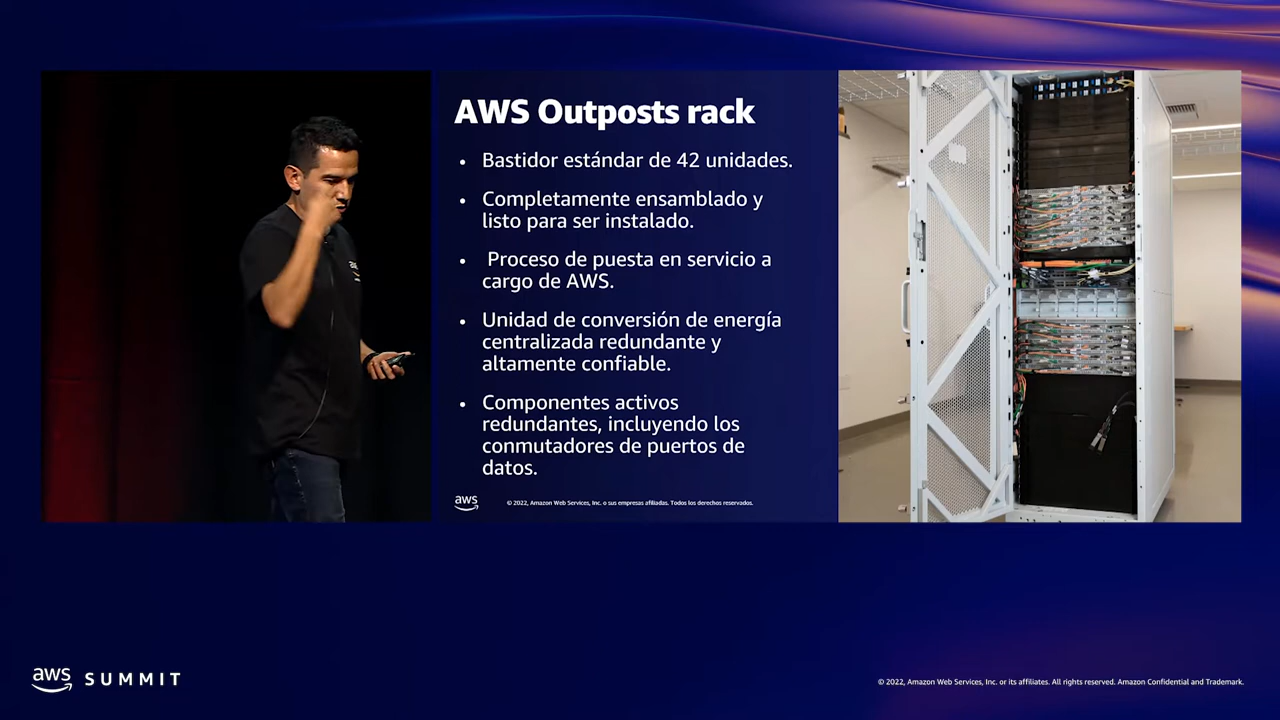 AWS Outposts rack
• Bastidor estándar de 42 unidades.
• Completamente ensamblado y
listo para ser instalado.
• Proceso de puesta en servicio a
cargo de AWS.
• Unidad de conversión de energía
centralizada redundante y
altamente confiable.
• Componentes activos
redundantes, incluyendo los
conmutadores de puertos de
datos.
aws
© 2022, Amazon Web Services, Inc. o sus empresas afiliadas. Todos los derechos reservados.
aws SUMMIT
© 2022, Amazon Web Services, Inc. or its affiliates. All rights reserved. Amazon Confidential and Trademark.